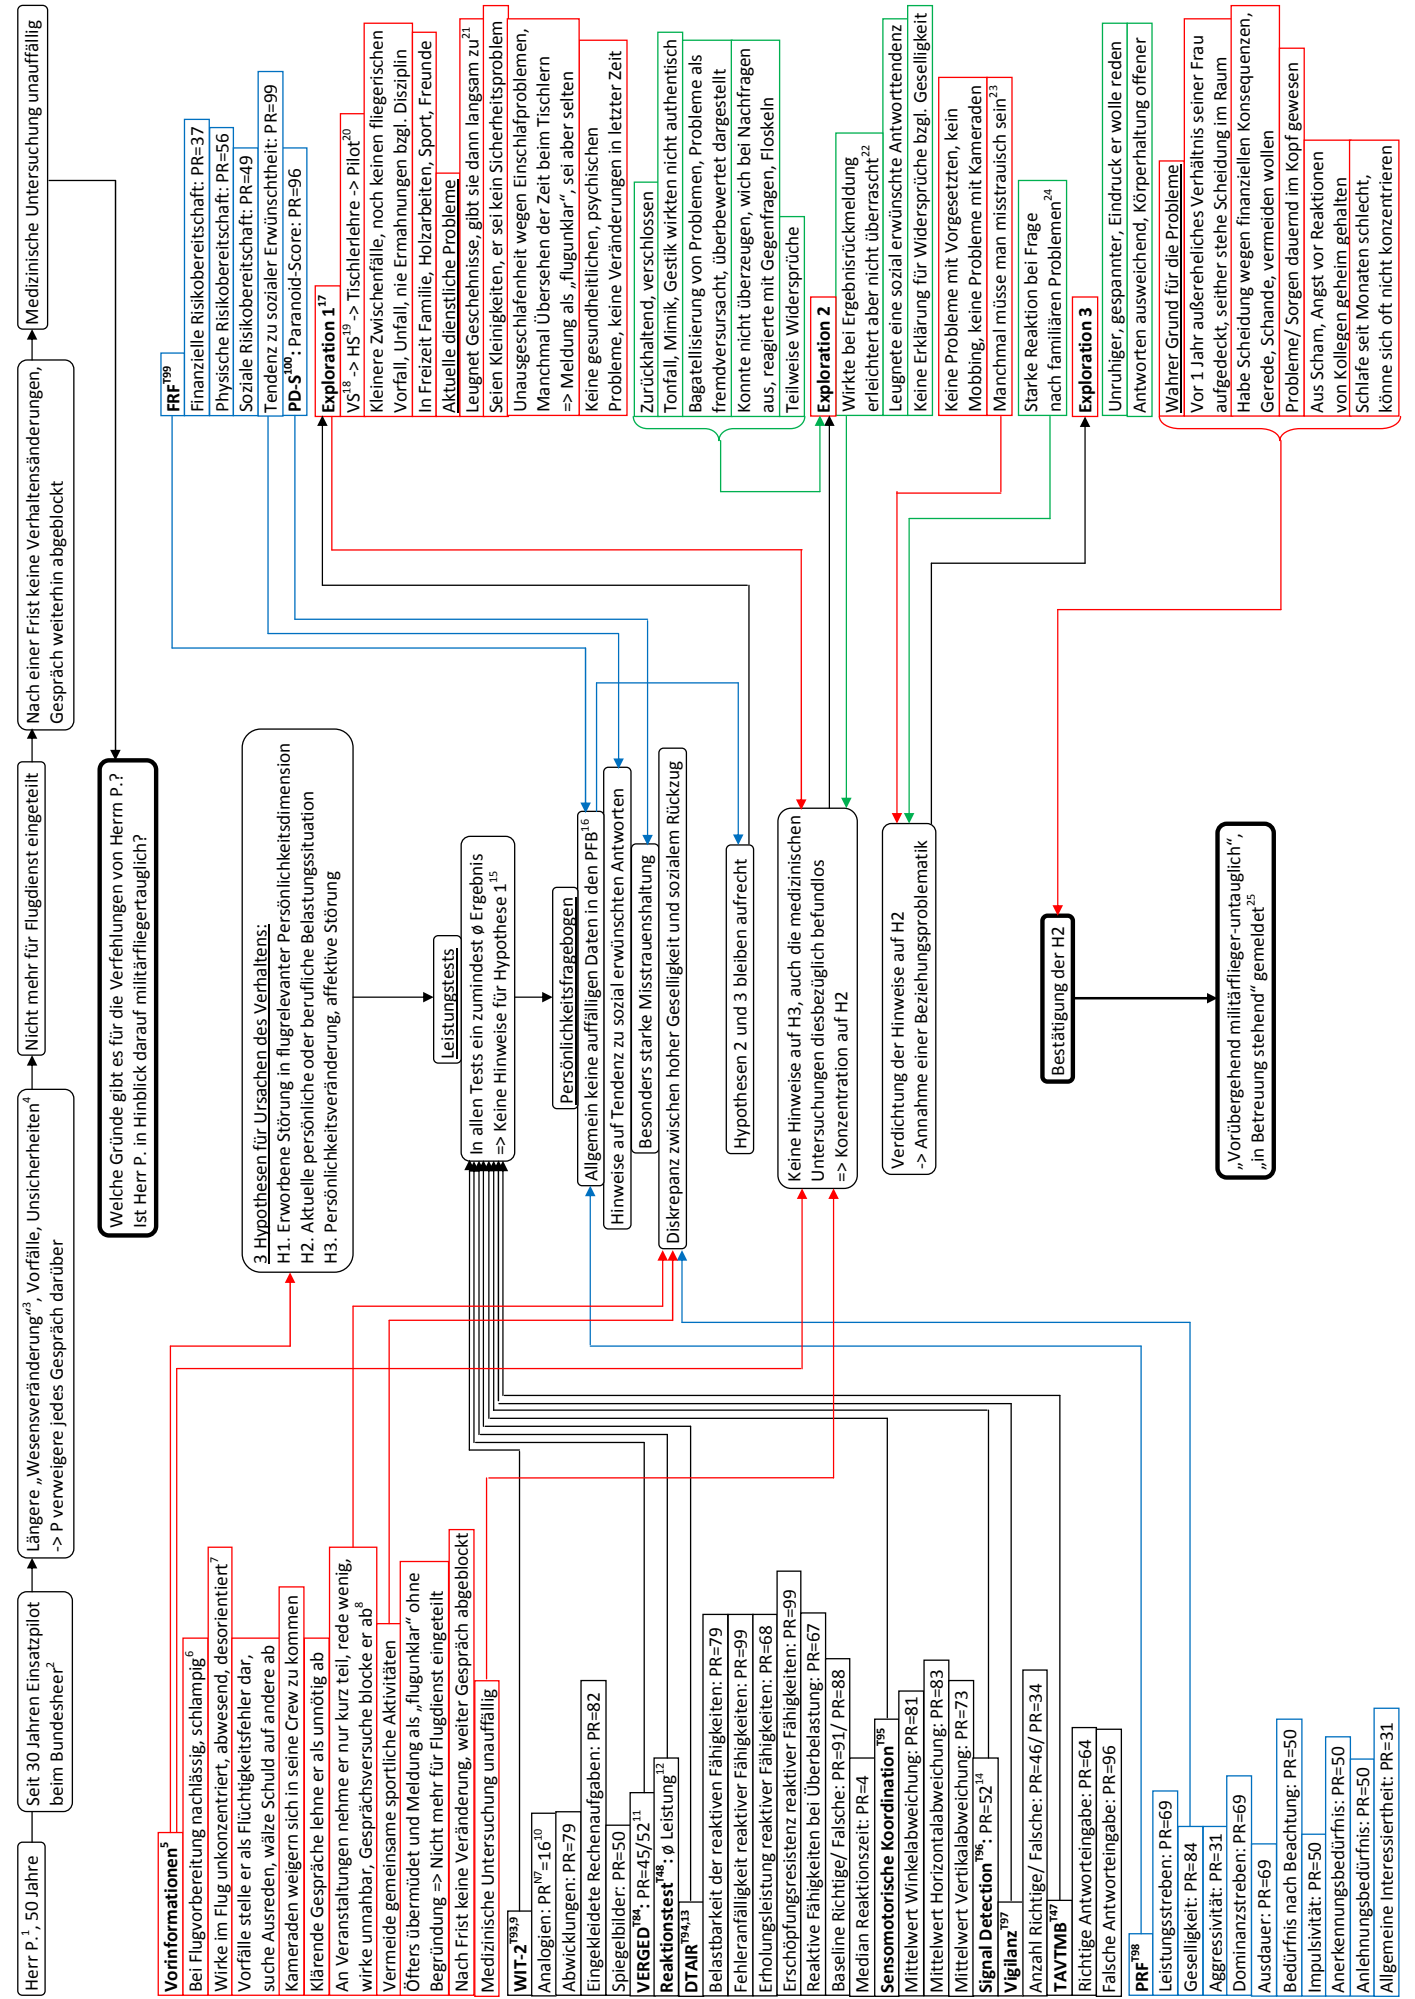 Herr P.¹, 50 Jahre
Seit 30 Jahren Einsatzpilot
beim Bundesheer²
Längere „Wesensveränderung“³, Vorfälle, Unsicherheiten⁴
-> P verweigere jedes Gespräch darüber
Nicht mehr für Flugdienst eingeteilt
Nach einer Frist keine Verhaltensänderungen,
Gespräch weiterhin abgeblockt
Medizinische Untersuchung unauffällig
Welche Gründe gibt es für die Verfehlungen von Herrn P.?
Ist Herr P. in Hinblick darauf militärfliegertauglich?
Vorinformationen⁵
Bei Flugvorbereitung nachlässig, schlampig⁶
Wirke im Flug unkonzentriert, abwesend, desorientiert⁷
Vorfälle stelle er als Flüchtigkeitsfehler dar,
suche Ausreden, wälze Schuld auf andere ab
Kameraden weigern sich in seine Crew zu kommen
Klärende Gespräche lehne er als unnötig ab
An Veranstaltungen nehme er nur kurz teil, rede wenig,
wirke unnahbar, Gesprächsversuche blocke er ab⁸
Vermeide gemeinsame sportliche Aktivitäten
Öfters übermüdet und Meldung als „flugunklar“ ohne
Begründung => Nicht mehr für Flugdienst eingeteilt
Nach Frist keine Veränderung, weiter Gespräch abgeblockt
Medizinische Untersuchung unauffällig
WIT-2ᵀ⁹³,⁹
Analogien: PRᴺ⁷=16¹⁰
Abwicklungen: PR=79
Eingekleidete Rechenaufgaben: PR=82
Spiegelbilder: PR=50
VERGEDᵀ⁸⁴: PR=45/52¹¹
Reaktionstestᵀ⁴⁸: ø Leistung¹²
DTAIRᵀ⁹⁴,¹³
Belastbarkeit der reaktiven Fähigkeiten: PR=79
Fehleranfälligkeit reaktiver Fähigkeiten: PR=99
Erholungsleistung reaktiver Fähigkeiten: PR=68
Erschöpfungsresistenz reaktiver Fähigkeiten: PR=99
Reaktive Fähigkeiten bei Überbelastung: PR=67
Baseline Richtige/ Falsche: PR=91/ PR=88
Median Reaktionszeit: PR=4
Sensomotorische Koordinationᵀ⁹⁵
Mittelwert Winkelabweichung: PR=81
Mittelwert Horizontalabweichung: PR=83
Mittelwert Vertikalabweichung: PR=73
Signal Detectionᵀ⁹⁶: PR=52¹⁴
Vigilanzᵀ⁹⁷
Anzahl Richtige/ Falsche: PR=46/ PR=34
TAVTMBᵀ⁴⁷
Richtige Antworteingabe: PR=64
Falsche Antworteingabe: PR=96
PRFᵀ⁹⁸
Leistungsstreben: PR=69
Geselligkeit: PR=84
Aggressivität: PR=31
Dominanzstreben: PR=69
Ausdauer: PR=69
Bedürfnis nach Beachtung: PR=50
Impulsivität: PR=50
Anerkennungsbedürfnis: PR=50
Anlehnungsbedürfnis: PR=50
Allgemeine Interessiertheit: PR=31
3 Hypothesen für Ursachen des Verhaltens:
H1. Erworbene Störung in flugrelevanter Persönlichkeitsdimension
H2. Aktuelle persönliche oder berufliche Belastungssituation
H3. Persönlichkeitsveränderung, affektive Störung
Leistungstests
In allen Tests ein zumindest ø Ergebnis
=> Keine Hinweise für Hypothese 1¹⁵
Persönlichkeitsfragebogen
Allgemein keine auffälligen Daten in den PFB¹⁶
Hinweise auf Tendenz zu sozial erwünschten Antworten
Besonders starke Misstrauenshaltung
Diskrepanz zwischen hoher Geselligkeit und sozialem Rückzug
Hypothesen 2 und 3 bleiben aufrecht
Keine Hinweise auf H3, auch die medizinischen
Untersuchungen diesbezüglich befundlos
=> Konzentration auf H2
Verdichtung der Hinweise auf H2
-> Annahme einer Beziehungsproblematik
Bestätigung der H2
„Vorübergehend militärflieger-untauglich“,
„in Betreuung stehend“ gemeldet²⁵
FRFᵀ⁹⁹
Finanzielle Risikobereitschaft: PR=37
Physische Risikobereitschaft: PR=56
Soziale Risikobereitschaft: PR=49
Tendenz zu sozialer Erwünschtheit: PR=99
PD-S¹⁰⁰: Paranoid-Score: PR=96
Exploration 1¹⁷
VS¹⁸ -> HS¹⁹ -> Tischlerlehre -> Pilot²⁰
Kleinere Zwischenfälle, noch keinen fliegerischen
Vorfall, Unfall, nie Ermahnungen bzgl. Disziplin
In Freizeit Familie, Holzarbeiten, Sport, Freunde
Aktuelle dienstliche Probleme
Leugnet Geschehnisse, gibt sie dann langsam zu²¹
Seien Kleinigkeiten, er sei kein Sicherheitsproblem
Unausgeschlafenheit wegen Einschlafproblemen,
Manchmal Übersehen der Zeit beim Tischlern
=> Meldung als „flugunklar“, sei aber selten
Keine gesundheitlichen, psychischen
Probleme, keine Veränderungen in letzter Zeit
Zurückhaltend, verschlossen
Tonfall, Mimik, Gestik wirkten nicht authentisch
Bagatellisierung von Problemen, Probleme als
fremdverursacht, überbewertet dargestellt
Konnte nicht überzeugen, wich bei Nachfragen
aus, reagierte mit Gegenfragen, Floskeln
Teilweise Widersprüche
Exploration 2
Wirkte bei Ergebnisrückmeldung
erleichtert aber nicht überrascht²²
Leugnete eine sozial erwünschte Antworttendenz
Keine Erklärung für Widersprüche bzgl. Geselligkeit
Keine Probleme mit Vorgesetzten, kein
Mobbing, keine Probleme mit Kameraden
Manchmal müsse man misstrauisch sein²³
Starke Reaktion bei Frage
nach familiären Problemen²⁴
Exploration 3
Unruhiger, gespannter, Eindruck er wolle reden
Antworten ausweichend, Körperhaltung offener
Wahrer Grund für die Probleme
Vor 1 Jahr außereheliches Verhältnis seiner Frau
aufgedeckt, seither stehe Scheidung im Raum
Habe Scheidung wegen finanziellen Konsequenzen,
Gerede, Schande, vermeiden wollen
Probleme/ Sorgen dauernd im Kopf gewesen
Aus Scham, Angst vor Reaktionen
von Kollegen geheim gehalten
Schlafe seit Monaten schlecht,
könne sich oft nicht konzentrieren